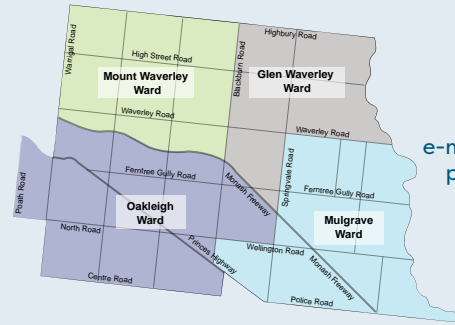 Highbury Road
Warrigal Road
High Street Road
Blackburn Road
Mount Waverley
Ward
Glen Waverley
Ward
Waverley Road
Waverley Road
e-n
p
Springvale Road
Ferntree Gully Road
Monash Freeway
Ferntree Gully Road
Poath Road
Oakleigh
Ward
Mulgrave
Ward
North Road
Princes Highway
Wellington Road
Monash Freeway
Centre Road
Police Road